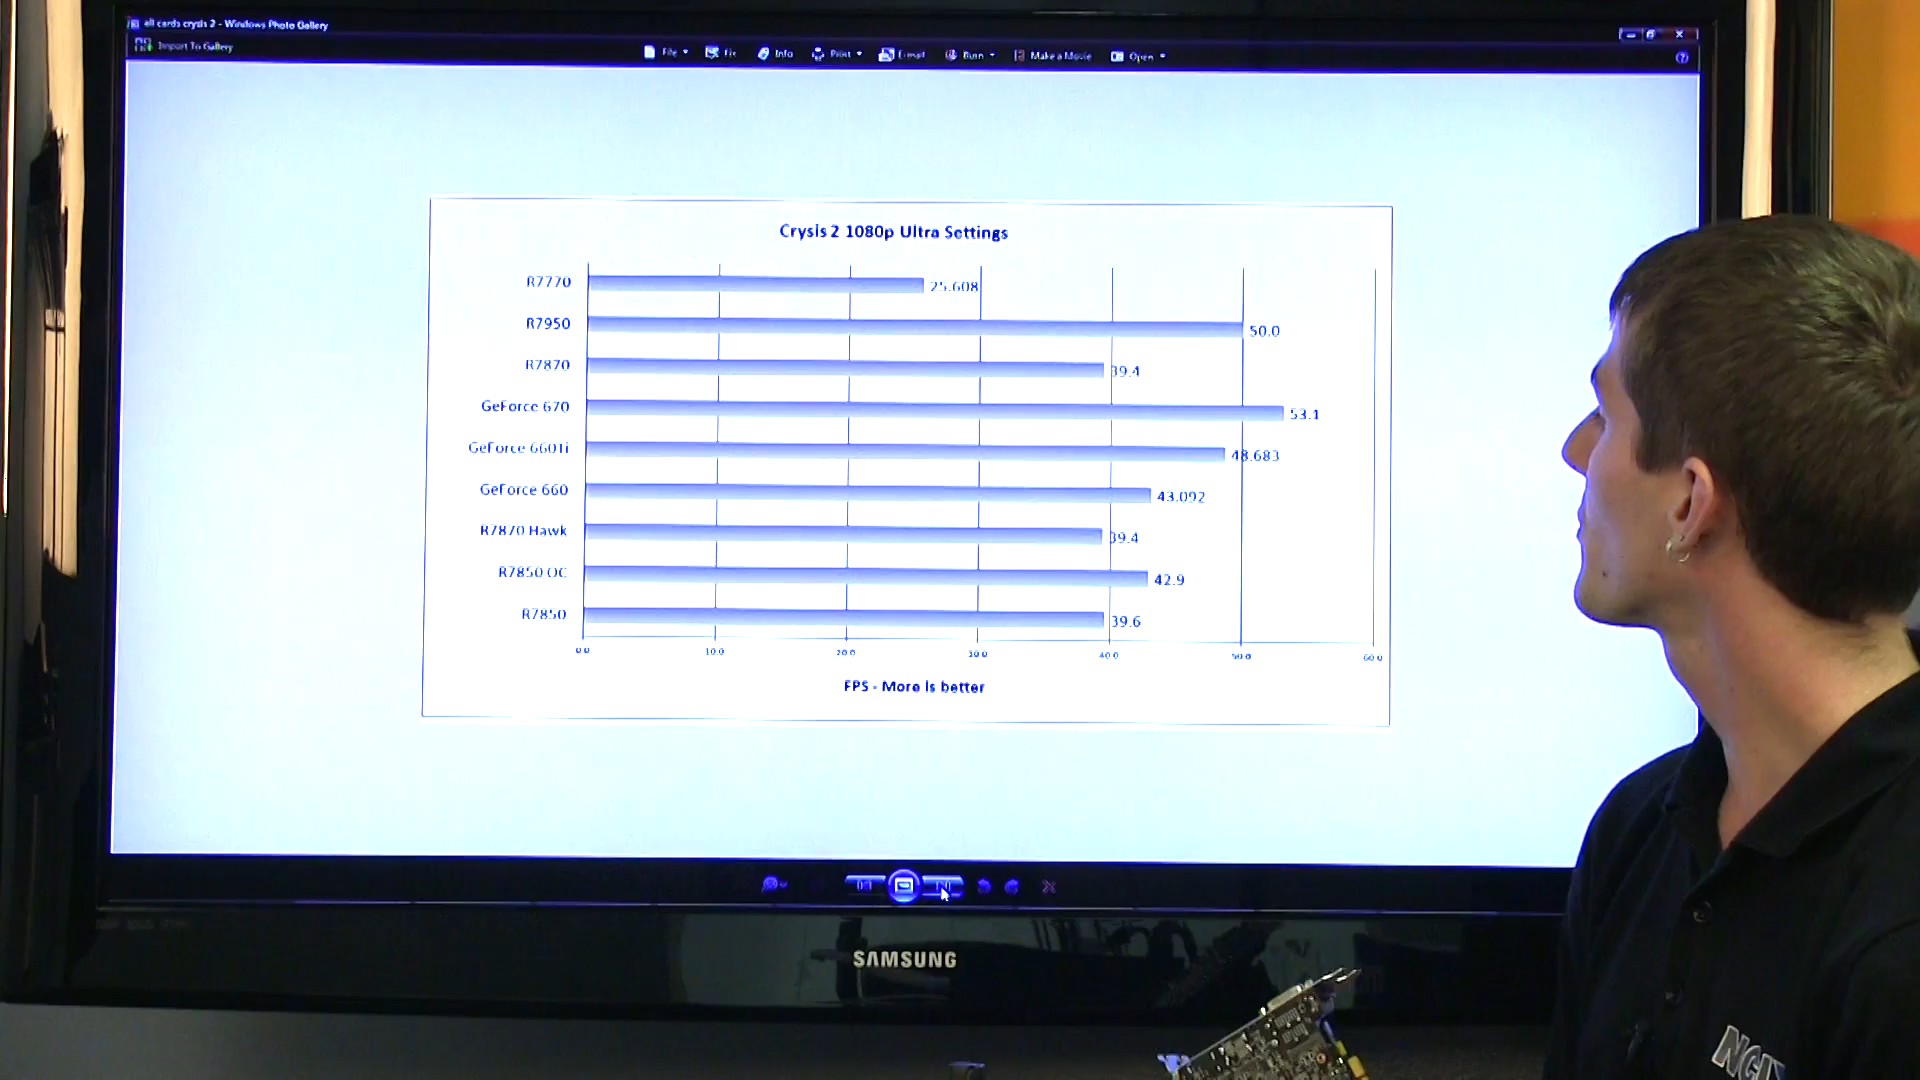 all cards crysis 2 - Windows Photo Gallery
Import To Gallery
File Fix Info Print E-mail Burn Make a Movie Open
Crysis 2 1080p Ultra Settings
R7770 25.608
R7950 50.0
R7870 39.4
GeForce 670 53.1
GeForce 660Ti 48.683
GeForce 660 43.092
R7870 Hawk 39.4
R7850 OC 42.9
R7850 39.6
0.0 10.0 20.0 30.0 40.0 50.0 60.0
FPS - More is better
SAMSUNG
NCIX